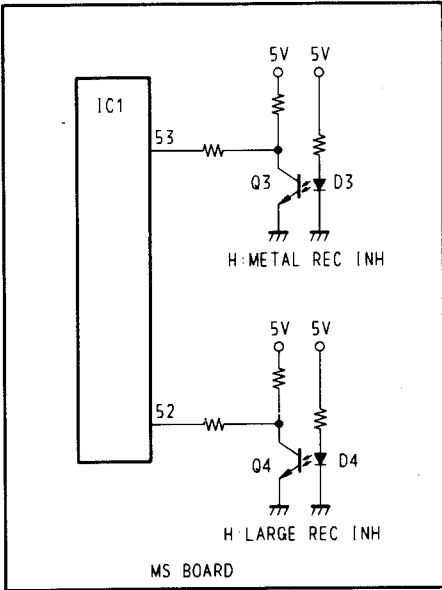 5V 5V
IC1
53
Q3 D3
H:METAL REC INH
5V 5V
52
Q4 D4
H:LARGE REC INH
MS BOARD